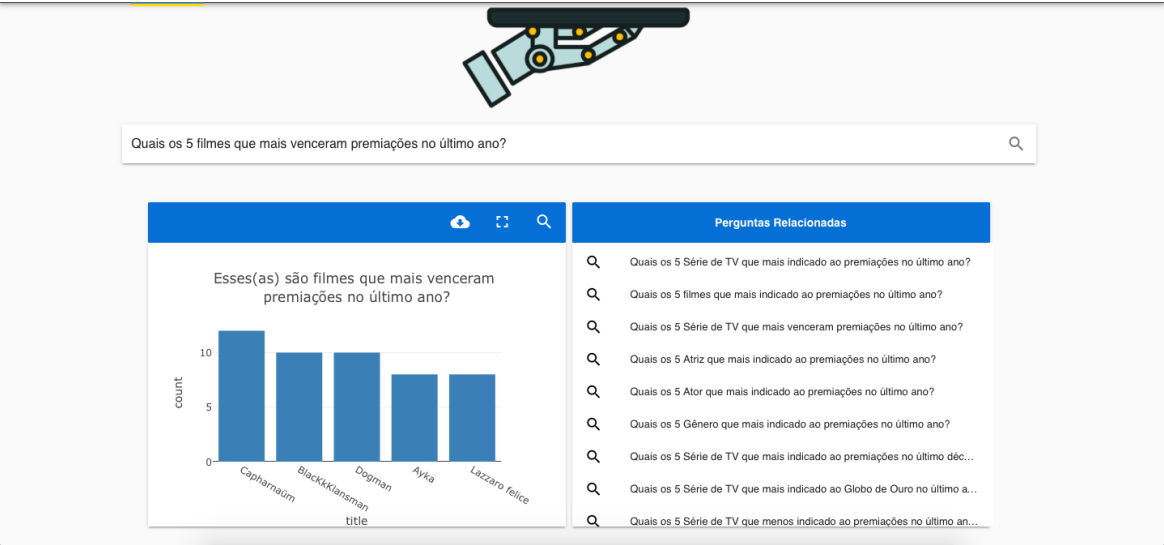 Quais os 5 filmes que mais venceram premiações no último ano?
Esses(as) são filmes que mais venceram
premiações no último ano?
count
10
5
0
Capharnaüm
BlacKkKlansman
Dogman
Ayka
Lazzaro felice
title
Perguntas Relacionadas
Quais os 5 Série de TV que mais indicado ao premiações no último ano?
Quais os 5 filmes que mais indicado ao premiações no último ano?
Quais os 5 Série de TV que mais venceram premiações no último ano?
Quais os 5 Atriz que mais indicado ao premiações no último ano?
Quais os 5 Ator que mais indicado ao premiações no último ano?
Quais os 5 Gênero que mais indicado ao premiações no último ano?
Quais os 5 Série de TV que mais indicado ao premiações no último déc...
Quais os 5 Série de TV que mais indicado ao Globo de Ouro no último a...
Quais os 5 Série de TV que menos indicado ao premiações no último an...